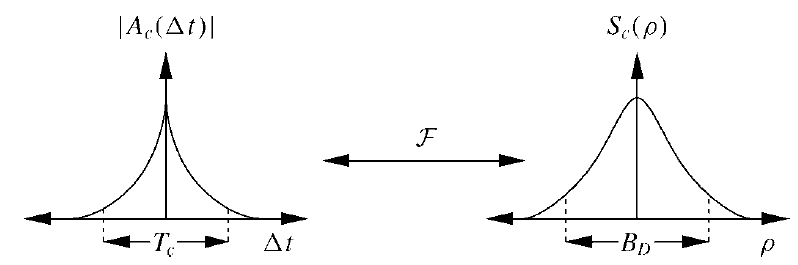 |A_c(Δt)|
S_c(ρ)
ℱ
T_c
Δt
B_D
ρ